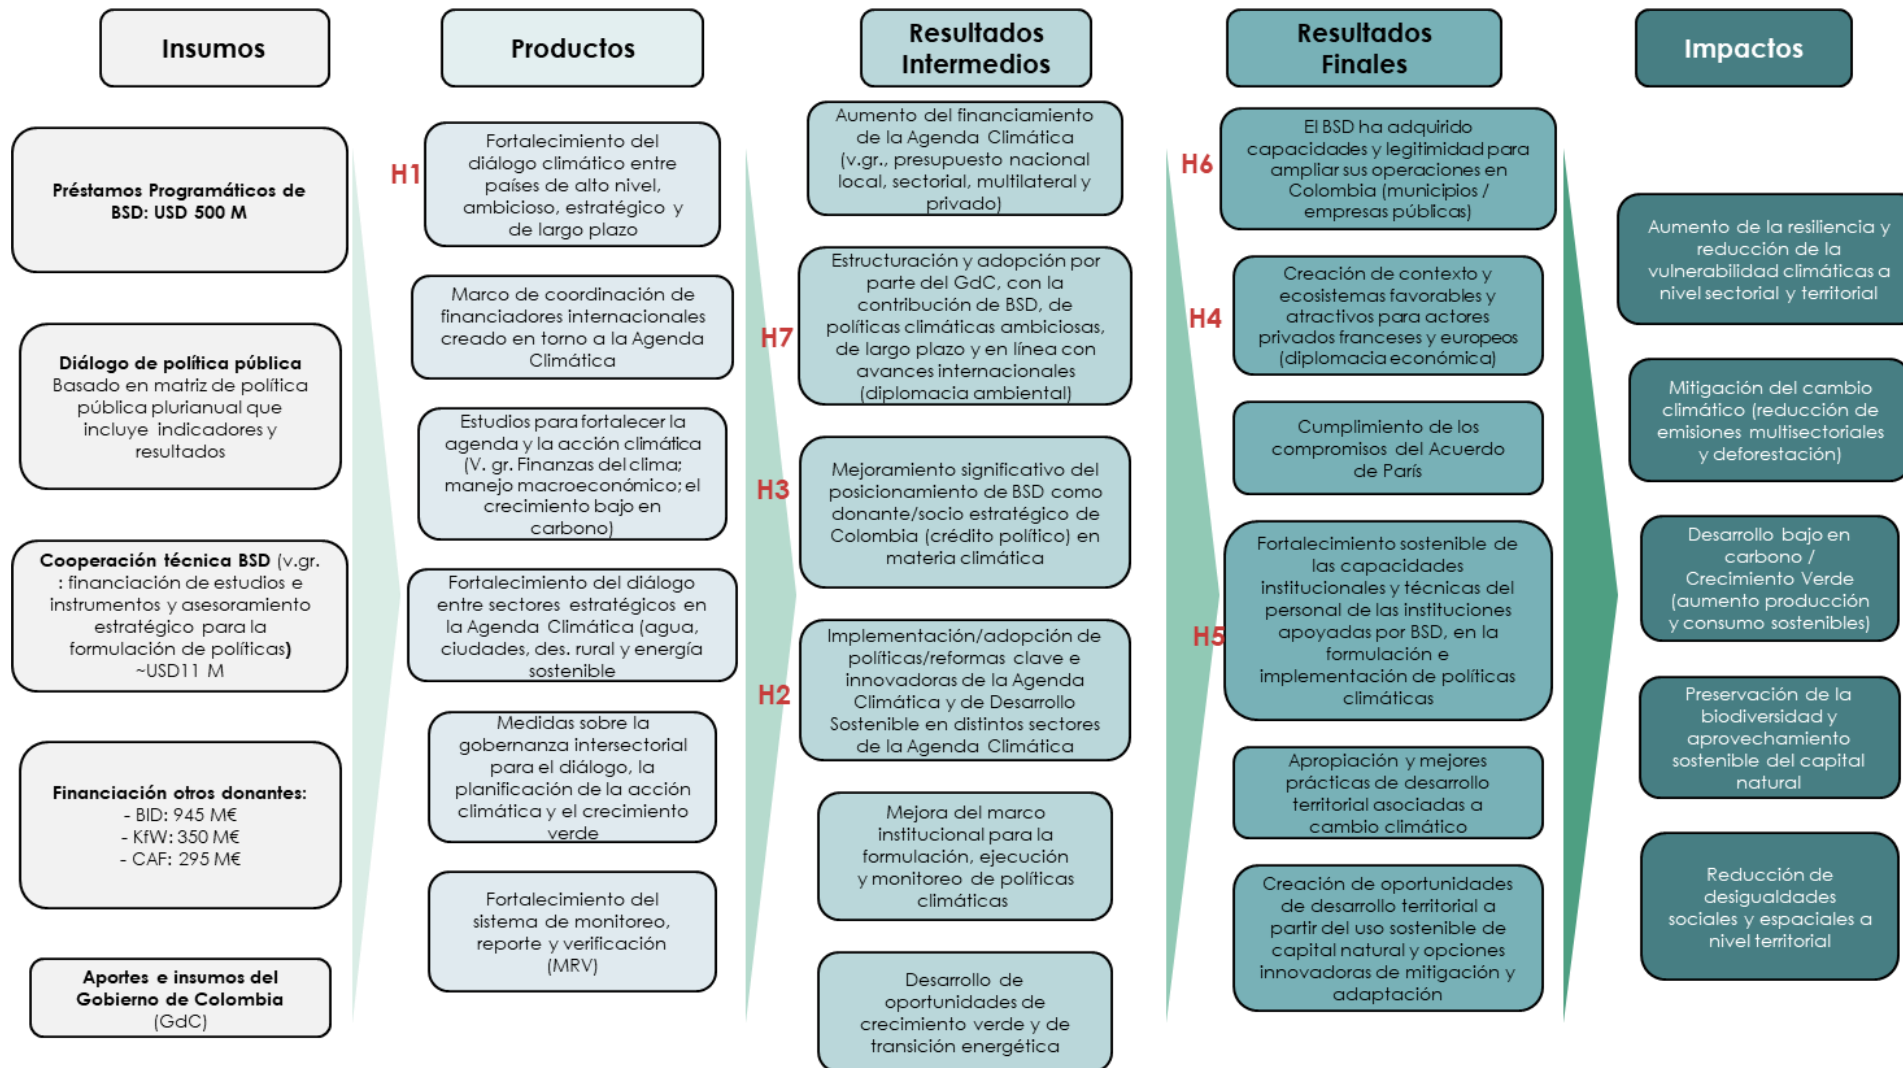 Insumos
Préstamos Programáticos de
BSD: USD 500 M
Diálogo de política pública
Basado en matriz de política
pública plurianual que
incluye indicadores y
resultados
Cooperación técnica BSD (v.gr.
: financiación de estudios e
instrumentos y asesoramiento
estratégico para la
formulación de políticas)
~USD11 M
Financiación otros donantes:
- BID: 945 M€
- KfW: 350 M€
- CAF: 295 M€
Aportes e insumos del
Gobierno de Colombia
(GdC)
Productos
H1
Fortalecimiento del
diálogo climático entre
países de alto nivel,
ambicioso, estratégico y
de largo plazo
Marco de coordinación de
financiadores internacionales
creado en torno a la Agenda
Climática
Estudios para fortalecer la
agenda y la acción climática
(V. gr. Finanzas del clima;
manejo macroeconómico; el
crecimiento bajo en
carbono)
Fortalecimiento del diálogo
entre sectores estratégicos en
la Agenda Climática (agua,
ciudades, des. rural y energía
sostenible
Medidas sobre la
gobernanza intersectorial
para el diálogo, la
planificación de la acción
climática y el crecimiento
verde
Fortalecimiento del
sistema de monitoreo,
reporte y verificación
(MRV)
Resultados
Intermedios
Aumento del financiamiento
de la Agenda Climática
(v.gr., presupuesto nacional
local, sectorial, multilateral y
privado)
H7
Estructuración y adopción por
parte del GdC, con la
contribución de BSD, de
políticas climáticas ambiciosas,
de largo plazo y en línea con
avances internacionales
(diplomacia ambiental)
H3
Mejoramiento significativo del
posicionamiento de BSD como
donante/socio estratégico de
Colombia (crédito político) en
materia climática
H2
Implementación/adopción de
políticas/reformas clave e
innovadoras de la Agenda
Climática y de Desarrollo
Sostenible en distintos sectores
de la Agenda Climática
Mejora del marco
institucional para la
formulación, ejecución
y monitoreo de políticas
climáticas
Desarrollo de
oportunidades de
crecimiento verde y de
transición energética
Resultados
Finales
H6
El BSD ha adquirido
capacidades y legitimidad para
ampliar sus operaciones en
Colombia (municipios /
empresas públicas)
H4
Creación de contexto y
ecosistemas favorables y
atractivos para actores
privados franceses y europeos
(diplomacia económica)
Cumplimiento de los
compromisos del Acuerdo
de París
H5
Fortalecimiento sostenible de
las capacidades
institucionales y técnicas del
personal de las instituciones
apoyadas por BSD, en la
formulación e
implementación de políticas
climáticas
Apropiación y mejores
prácticas de desarrollo
territorial asociadas a
cambio climático
Creación de oportunidades
de desarrollo territorial a
partir del uso sostenible de
capital natural y opciones
innovadoras de mitigación y
adaptación
Impactos
Aumento de la resiliencia y
reducción de la
vulnerabilidad climáticas a
nivel sectorial y territorial
Mitigación del cambio
climático (reducción de
emisiones multisectoriales
y deforestación)
Desarrollo bajo en
carbono /
Crecimiento Verde
(aumento producción
y consumo sostenibles)
Preservación de la
biodiversidad y
aprovechamiento
sostenible del capital
natural
Reducción de
desigualdades
sociales y espaciales a
nivel territorial